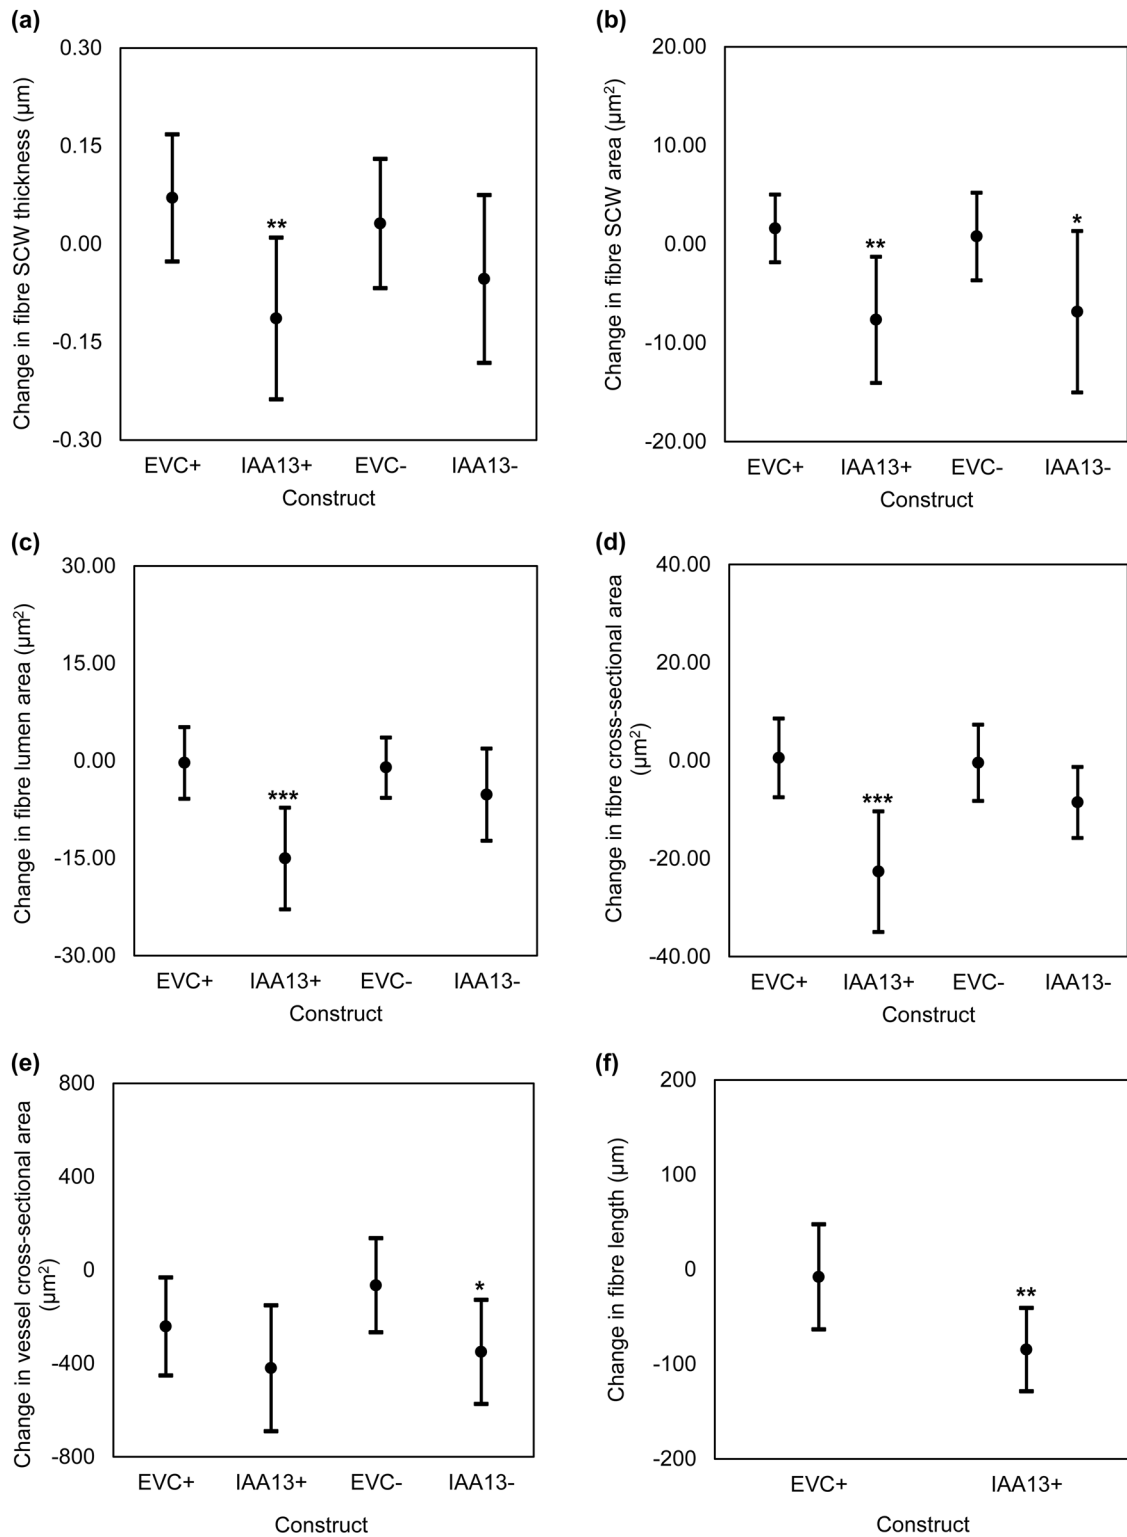 (a)
Change in fibre SCW thickness (µm)
0.30
0.15
0.00
-0.15
-0.30
**
EVC+ IAA13+ EVC- IAA13-
Construct
(b)
Change in fibre SCW area (µm²)
20.00
10.00
0.00
-10.00
-20.00
**
*
EVC+ IAA13+ EVC- IAA13-
Construct
(c)
Change in fibre lumen area (µm²)
30.00
15.00
0.00
-15.00
-30.00
***
EVC+ IAA13+ EVC- IAA13-
Construct
(d)
Change in fibre cross-sectional area
(µm²)
40.00
20.00
0.00
-20.00
-40.00
***
EVC+ IAA13+ EVC- IAA13-
Construct
(e)
Change in vessel cross-sectional area
(µm²)
800
400
0
-400
-800
*
EVC+ IAA13+ EVC- IAA13-
Construct
(f)
Change in fibre length (µm)
200
100
0
-100
-200
**
EVC+ IAA13+
Construct